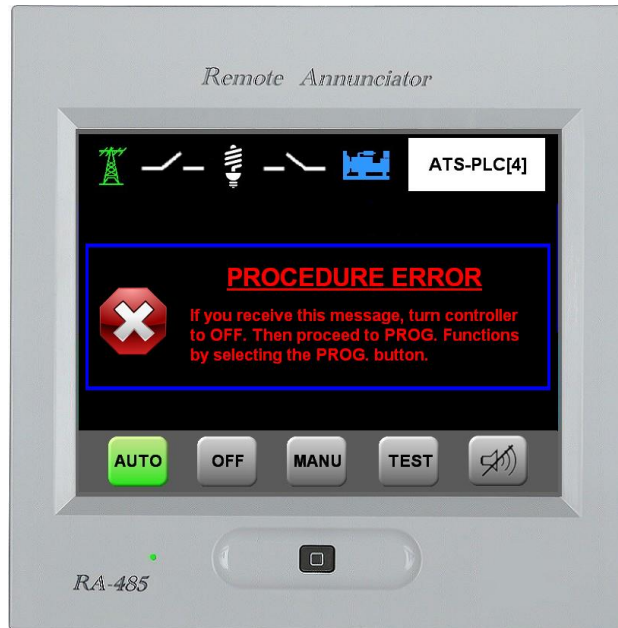 Remote Annunciator
ATS-PLC[4]
PROCEDURE ERROR
If you receive this message, turn controller
to OFF. Then proceed to PROG. Functions
by selecting the PROG. button.
AUTO
OFF
MANU
TEST
RA-485